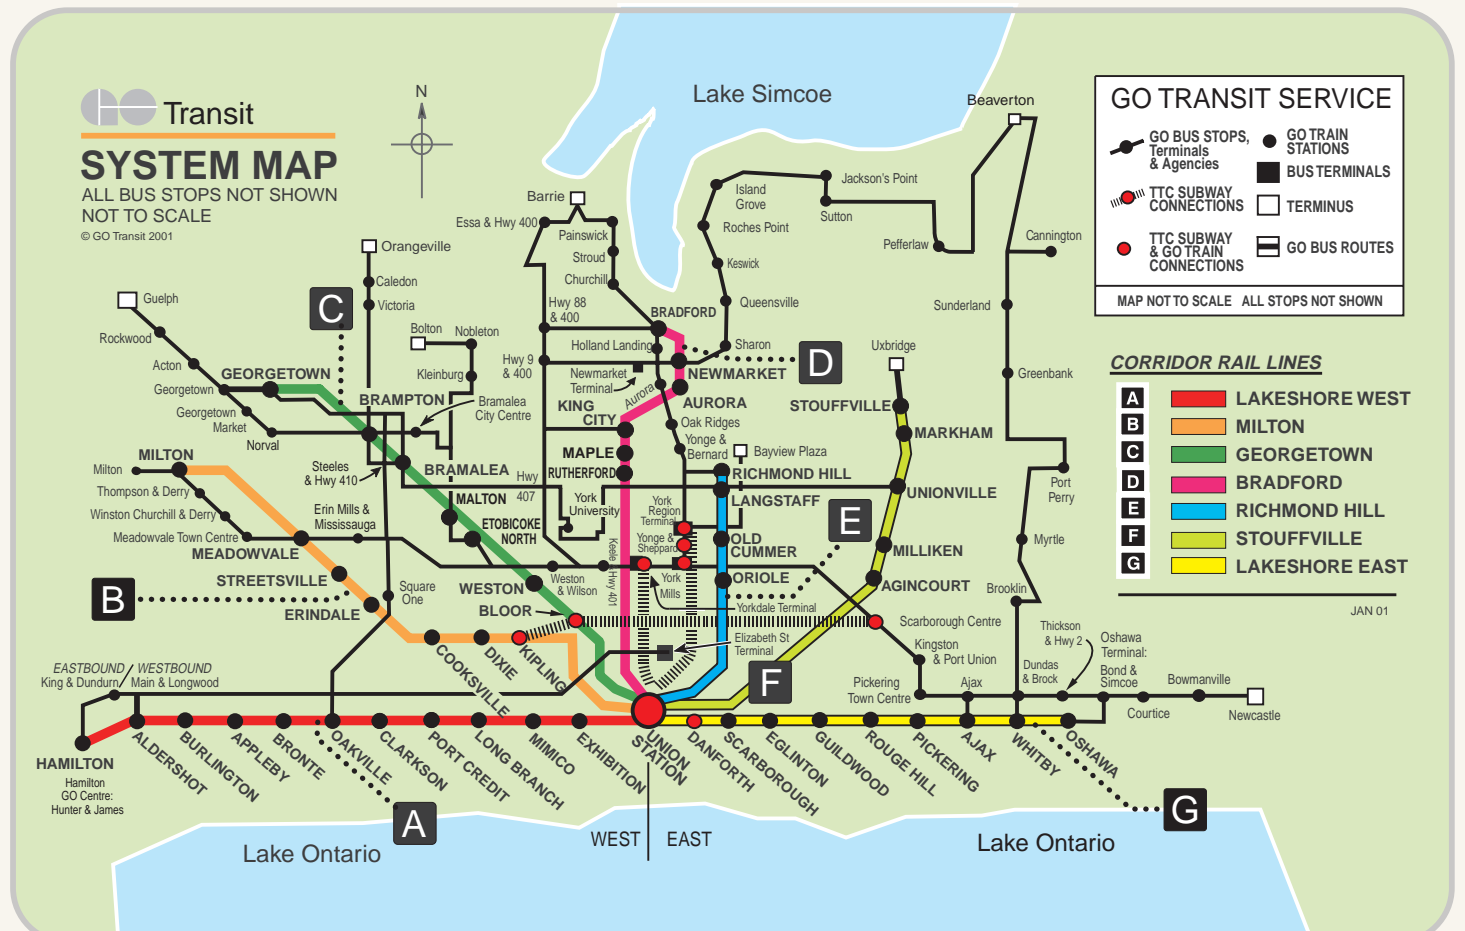 GO Transit
SYSTEM MAP
ALL BUS STOPS NOT SHOWN
NOT TO SCALE
© GO Transit 2001
N
Lake Simcoe
Beaverton
GO TRANSIT SERVICE
GO BUS STOPS,
Terminals
& Agencies
GO TRAIN
STATIONS
BUS TERMINALS
TTC SUBWAY
CONNECTIONS
TERMINUS
TTC SUBWAY
& GO TRAIN
CONNECTIONS
GO BUS ROUTES
MAP NOT TO SCALE ALL STOPS NOT SHOWN
CORRIDOR RAIL LINES
A LAKESHORE WEST
B MILTON
C GEORGETOWN
D BRADFORD
E RICHMOND HILL
F STOUFFVILLE
G LAKESHORE EAST
JAN 01
Barrie
Essa & Hwy 400
Painswick
Stroud
Churchill
Hwy 88
& 400
BRADFORD
Island
Grove
Jackson's Point
Sutton
Roches Point
Pefferlaw
Cannington
Keswick
Queensville
Sunderland
Orangeville
Caledon
Victoria
Guelph
Rockwood
Acton
Georgetown
GEORGETOWN
Georgetown
Market
Norval
C
Bolton
Nobleton
Kleinburg
BRAMPTON
Bramalea
City Centre
Hwy 9
& 400
Holland Landing
Sharon
Newmarket
Terminal
NEWMARKET
D
Aurora
AURORA
KING
CITY
Oak Ridges
Yonge &
Bernard
Bayview Plaza
MAPLE
RUTHERFORD
RICHMOND HILL
LANGSTAFF
Uxbridge
STOUFFVILLE
MARKHAM
UNIONVILLE
Greenbank
Port
Perry
Myrtle
Brooklin
MILTON
Milton
Thompson & Derry
Winston Churchill & Derry
Meadowvale Town Centre
MEADOWVALE
Steeles
& Hwy 410
Erin Mills &
Mississauga
BRAMALEA
MALTON
ETOBICOKE
NORTH
Hwy
407
York
University
York
Region
Terminal
Yonge &
Sheppard
York
Mills
Keele
Hwy 401
OLD
CUMMER
ORIOLE
E
MILLIKEN
AGINCOURT
Yorkdale Terminal
Scarborough Centre
Elizabeth St
Terminal
STREETSVILLE
ERINDALE
B
Square
One
WESTON
Weston
& Wilson
BLOOR
COOKSVILLE
DIXIE
KIPLING
F
Kingston
& Port Union
Pickering
Town Centre
Ajax
Dundas
& Brock
Thickson
& Hwy 2
Oshawa
Terminal:
Bond &
Simcoe
Bowmanville
Courtice
Newcastle
EASTBOUND / WESTBOUND
King & Dundurn Main & Longwood
HAMILTON
Hamilton
GO Centre:
Hunter & James
ALDERSHOT
BURLINGTON
APPLEBY
BRONTE
OAKVILLE
CLARKSON
PORT CREDIT
LONG BRANCH
MIMICO
EXHIBITION
UNION
STATION
DANFORTH
SCARBOROUGH
EGLINTON
GUILDWOOD
ROUGE HILL
PICKERING
AJAX
WHITBY
OSHAWA
A
G
WEST
EAST
Lake Ontario
Lake Ontario